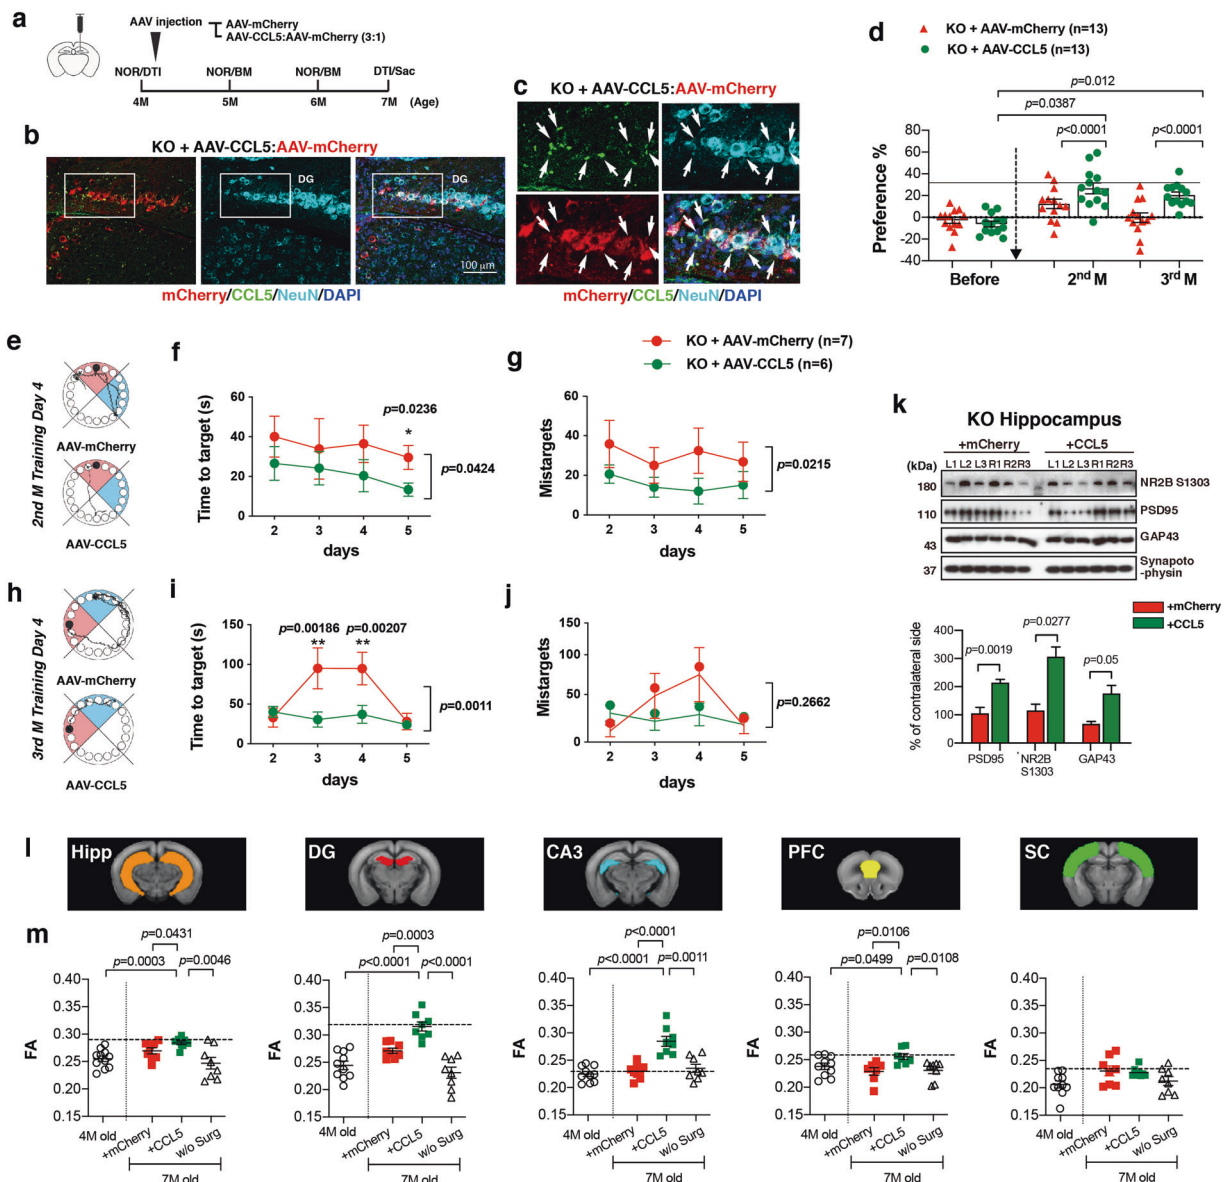 a
AAV injection
AAV-mCherry
AAV-CCL5:AAV-mCherry (3:1)
NOR/DTI
NOR/BM
NOR/BM
DTI/Sac
4M
5M
6M
7M
(Age)
b
KO + AAV-CCL5:AAV-mCherry
DG
DG
100 μm
mCherry/CCL5/NeuN/DAPI
c
KO + AAV-CCL5:AAV-mCherry
mCherry/CCL5/NeuN/DAPI
d
KO + AAV-mCherry (n=13)
KO + AAV-CCL5 (n=13)
p=0.012
p=0.0387
p<0.0001
p<0.0001
Preference %
80
60
40
20
0
-20
-40
Before
2nd M
3rd M
e
2nd M Training Day 4
AAV-mCherry
AAV-CCL5
f
Time to target (s)
60
40
20
0
p=0.0236
*
p=0.0424
2 3 4 5
days
KO + AAV-mCherry (n=7)
KO + AAV-CCL5 (n=6)
g
Mistargets
60
40
20
0
p=0.0215
2 3 4 5
days
h
3rd M Training Day 4
AAV-mCherry
AAV-CCL5
i
Time to target (s)
150
100
50
0
p=0.00186
**
p=0.00207
**
p=0.0011
2 3 4 5
days
j
Mistargets
150
100
50
0
p=0.2662
2 3 4 5
days
k
KO Hippocampus
+mCherry
+CCL5
(kDa)
L1 L2 L3 R1 R2R3
L1 L2 L3 R1 R2 R3
180
NR2B S1303
110
PSD95
43
GAP43
37
Synapoto
-physin
+mCherry
+CCL5
% of contralateral side
400
300
200
100
0
p=0.0019
p=0.0277
p=0.05
PSD95
NR2B
S1303
GAP43
l
Hipp
DG
CA3
PFC
SC
m
p=0.0431
p=0.0003
p=0.0046
FA
0.40
0.35
0.30
0.25
0.20
0.15
4M old
+mCherry
+CCL5
w/o Surg
7M old
p=0.0003
p<0.0001
p<0.0001
FA
0.40
0.35
0.30
0.25
0.20
0.15
4M old
+mCherry
+CCL5
w/o Surg
7M old
p<0.0001
p<0.0001
p=0.0011
FA
0.40
0.35
0.30
0.25
0.20
0.15
4M old
+mCherry
+CCL5
w/o Surg
7M old
p=0.0106
p=0.0499
p=0.0108
FA
0.40
0.35
0.30
0.25
0.20
0.15
4M old
+mCherry
+CCL5
w/o Surg
7M old
FA
0.40
0.35
0.30
0.25
0.20
0.15
4M old
+mCherry
+CCL5
w/o Surg
7M old